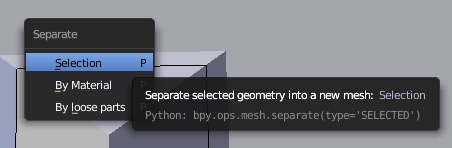 Separate
Selection P
By Material
By loose parts
Separate selected geometry into a new mesh: Selection
Python: bpy.ops.mesh.separate(type='SELECTED')